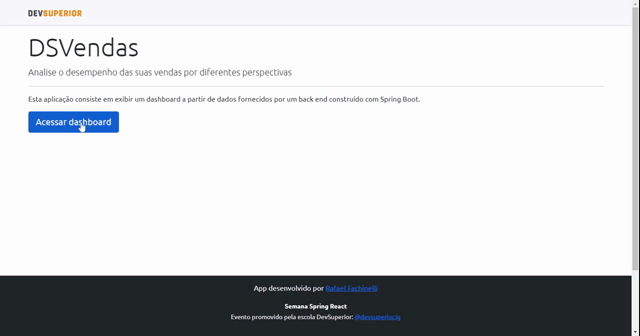 DEVSUPERIOR
DSVendas
Analise o desempenho das suas vendas por diferentes perspectivas
Esta aplicação consiste em exibir um dashboard a partir de dados fornecidos por um back end construído com Spring Boot.
Acessar dashboard
App desenvolvido por Rafael Fachinelli
Semana Spring React
Evento promovido pela escola DevSuperior: @devsuperior.ig